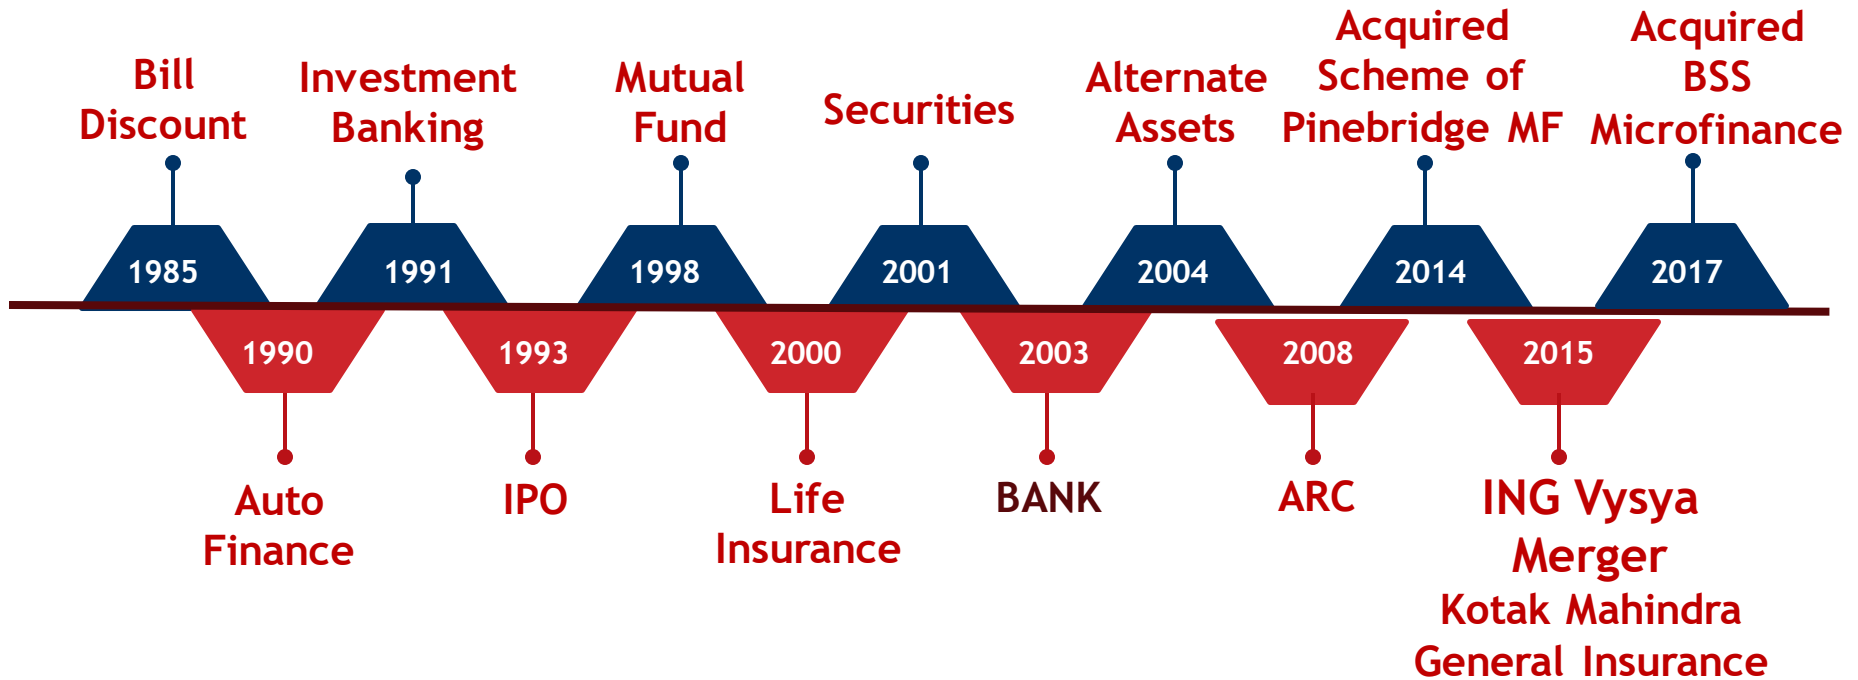 Bill
Discount
Investment
Banking
Mutual
Fund
Securities
Alternate
Assets
Acquired
Scheme of
Pinebridge MF
Acquired
BSS
Microfinance
1985
1991
1998
2001
2004
2014
2017
1990
1993
2000
2003
2008
2015
Auto
Finance
IPO
Life
Insurance
BANK
ARC
ING Vysya
Merger
Kotak Mahindra
General Insurance